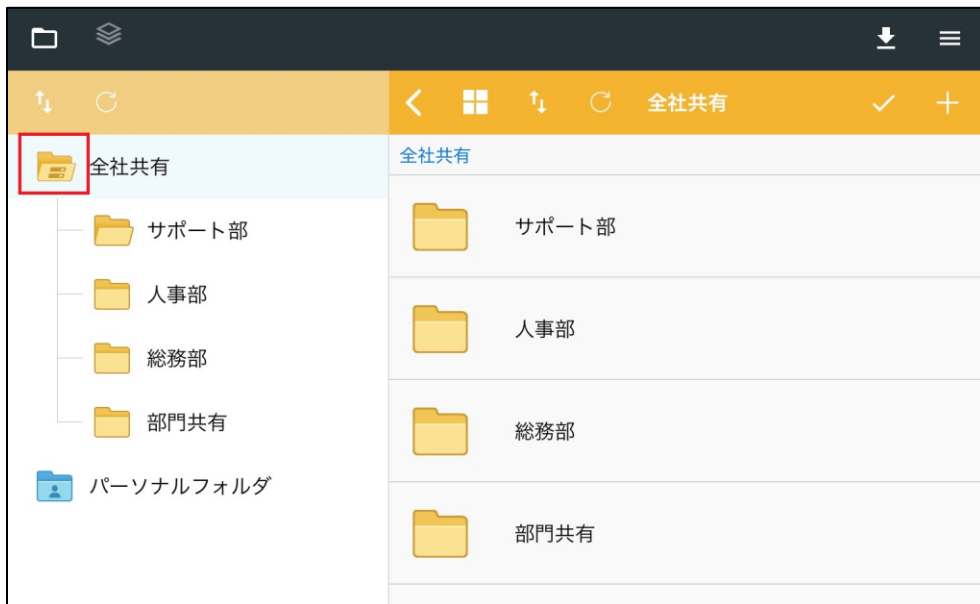 全社共有
全社共有
サポート部
人事部
総務部
部門共有
パーソナルフォルダ
全社共有
サポート部
人事部
総務部
部門共有